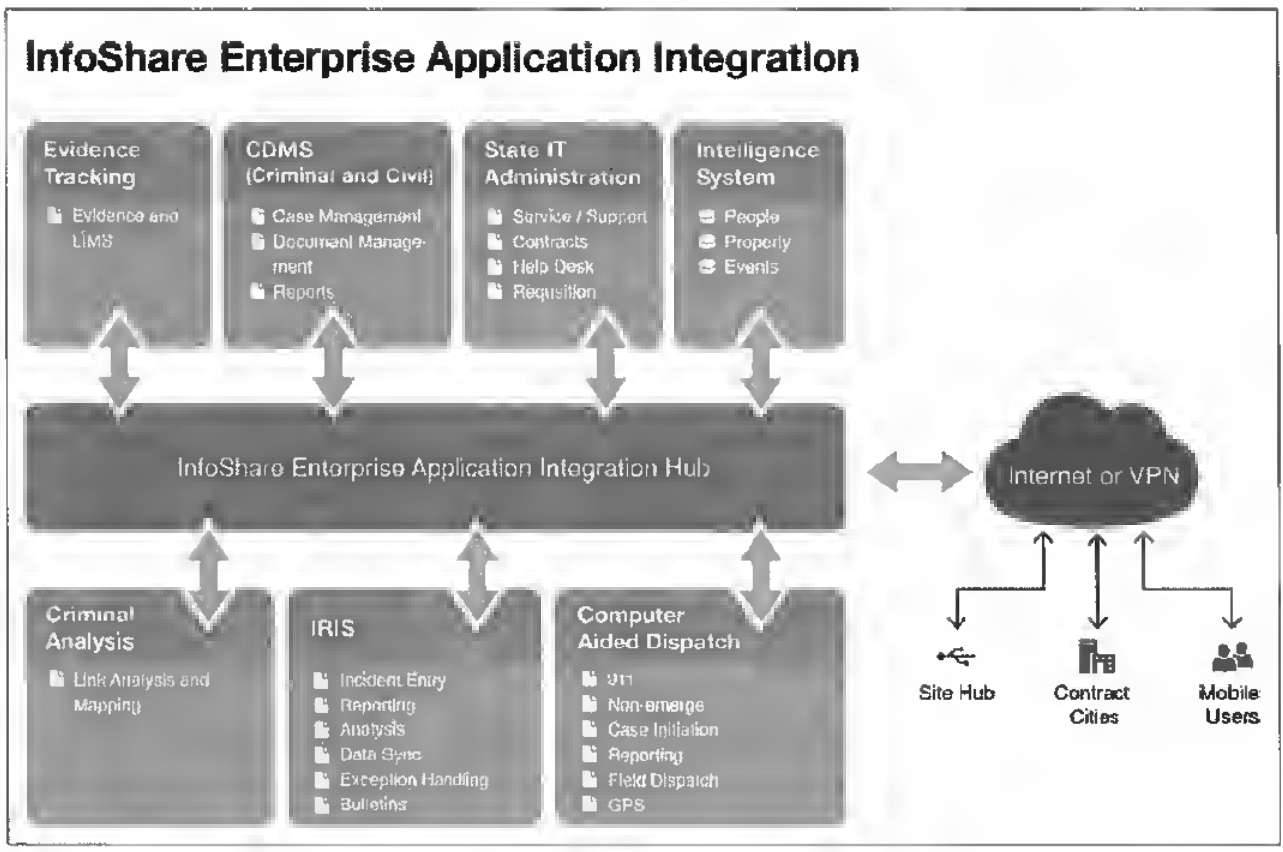 InfoShare Enterprise Application Integration
Evidence
Tracking
Evidence and
LIMS
CDMS
(Criminal and Civil)
Case Management
Document Manage-
ment
Reports
State IT
Administration
Service / Support
Contracts
Help Desk
Requsition
Intelligence
System
People
Property
Events
InfoShare Enterprise Application Integration Hub
Internet or VPN
Criminal
Analysis
Link Analysis and
Mapping
IRIS
Incident Entry
Reporting
Analysis
Data Sync
Exception Handling
Bulletins
Computer
Aided Dispatch
911
Non-emerge
Case Initiation
Reporting
Field Dispatch
GPS
Site Hub
Contract
Cities
Mobile
Users